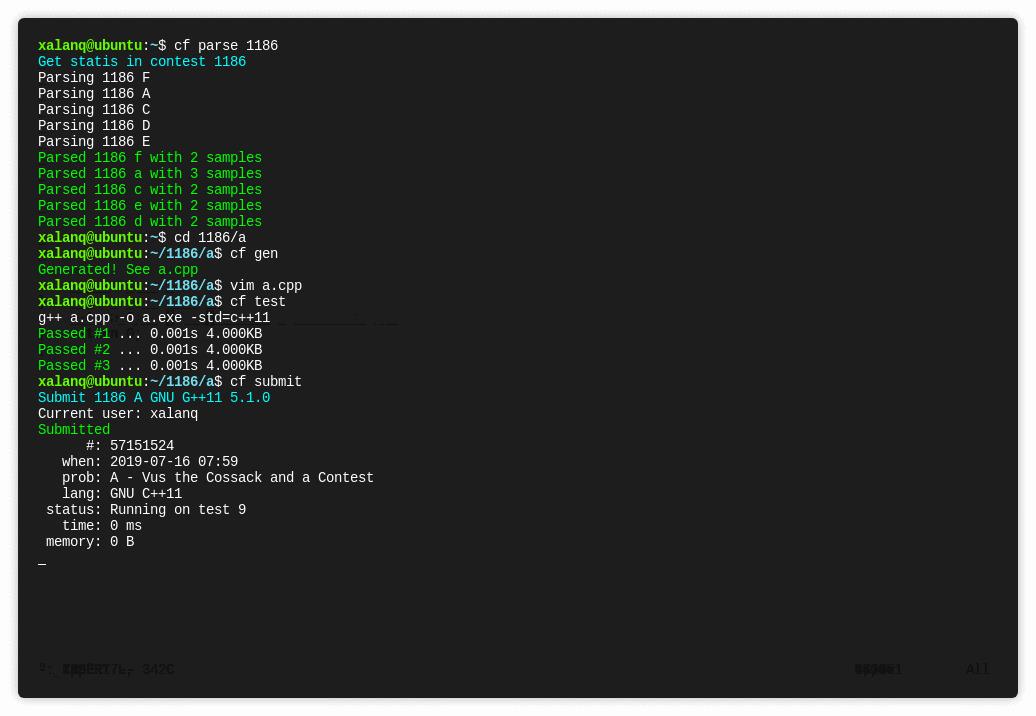 xalanq@ubuntu:~$ cf parse 1186
Get statis in contest 1186
Parsing 1186 F
Parsing 1186 A
Parsing 1186 C
Parsing 1186 D
Parsing 1186 E
Parsed 1186 f with 2 samples
Parsed 1186 a with 3 samples
Parsed 1186 c with 2 samples
Parsed 1186 e with 2 samples
Parsed 1186 d with 2 samples
xalanq@ubuntu:~$ cd 1186/a
xalanq@ubuntu:~/1186/a$ cf gen
Generated! See a.cpp
xalanq@ubuntu:~/1186/a$ vim a.cpp
xalanq@ubuntu:~/1186/a$ cf test
g++ a.cpp -o a.exe -std=c++11
Passed #1 ... 0.001s 4.000KB
Passed #2 ... 0.001s 4.000KB
Passed #3 ... 0.001s 4.000KB
xalanq@ubuntu:~/1186/a$ cf submit
Submit 1186 A GNU G++11 5.1.0
Current user: xalanq
Submitted
#: 57151524
when: 2019-07-16 07:59
prob: A - Vus the Cossack and a Contest
lang: GNU C++11
status: Running on test 9
time: 0 ms
memory: 0 B
_
342C All